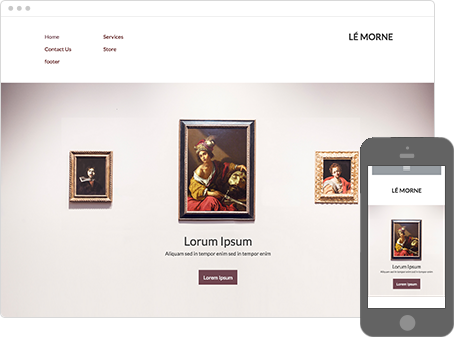 Home
Services
LÉ MORNE
Contact Us
Store
footer
Lorum Ipsum
Aliquam sed in tempor enim sed in tempor enim
Lorem Ipsum
LÉ MORNE
Lorum Ipsum
Aliquam sed in tempor enim sed in tempor enim
Lorem Ipsum